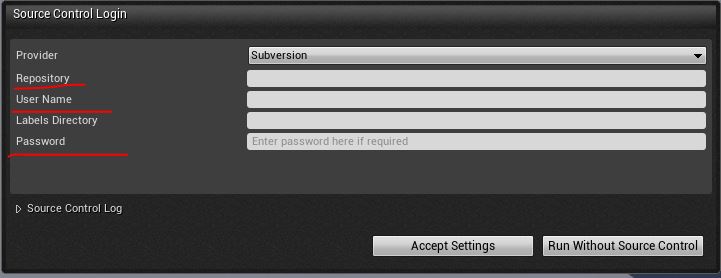 Source Control Login
Provider Subversion
Repository
User Name
Labels Directory
Password Enter password here if required
Source Control Log
Accept Settings Run Without Source Control